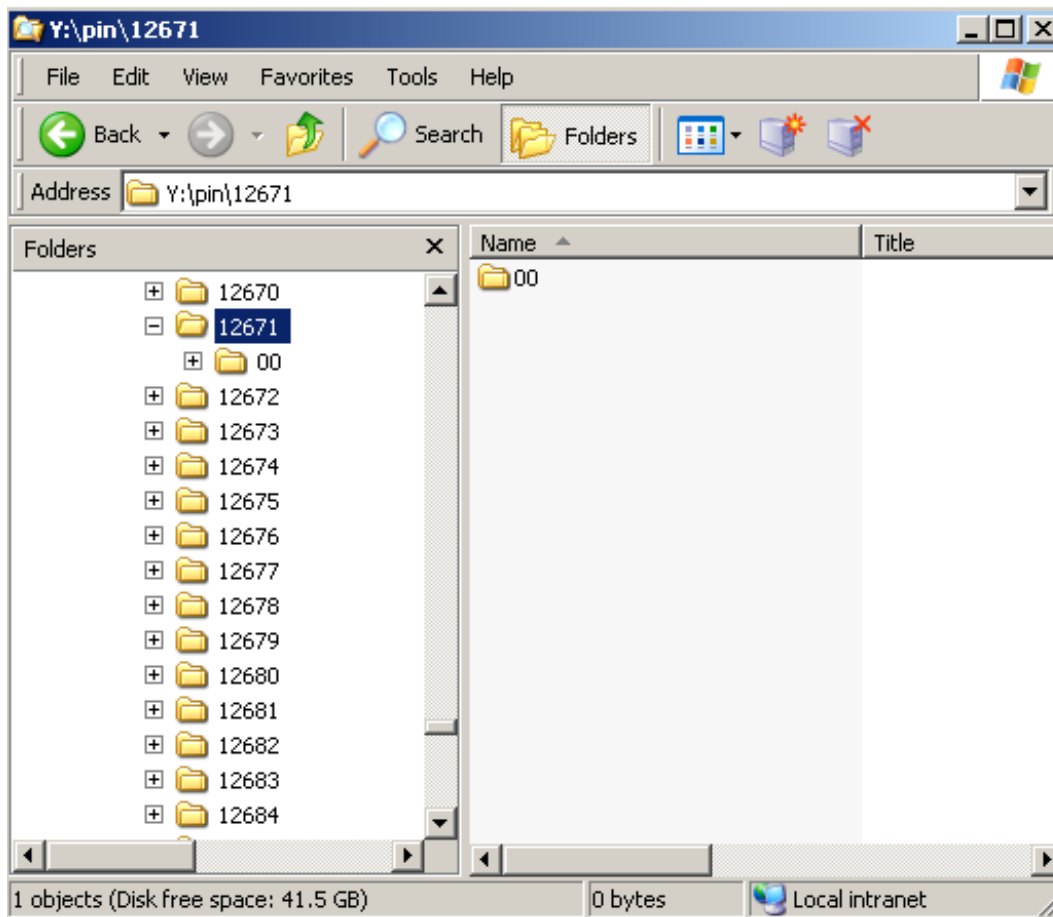 Y:\pin\12671
File Edit View Favorites Tools Help
Back Search Folders
Address Y:\pin\12671
Folders
12670
12671
00
12672
12673
12674
12675
12676
12677
12678
12679
12680
12681
12682
12683
12684
Name Title
00
1 objects (Disk free space: 41.5 GB) 0 bytes Local intranet